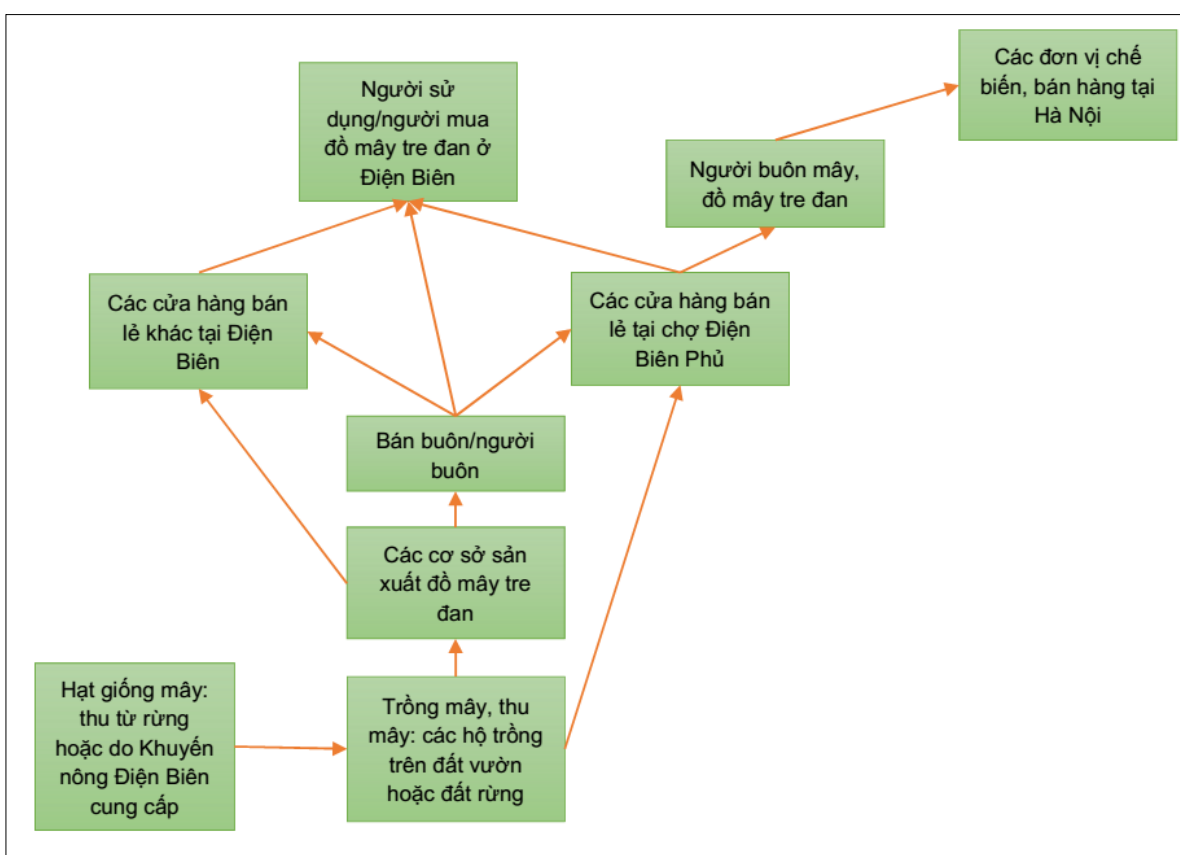 Các đơn vị chế
biến, bán hàng tại
Hà Nội
Người sử
dụng/người mua
đồ mây tre đan ở
Điện Biên
Người buôn mây,
đồ mây tre đan
Các cửa hàng bán
lẻ khác tại Điện
Biên
Các cửa hàng bán
lẻ tại chợ Điện
Biên Phủ
Bán buôn/người
buôn
Các cơ sở sản
xuất đồ mây tre
đan
Hạt giống mây:
thu từ rừng
hoặc do Khuyến
nông Điện Biên
cung cấp
Trồng mây, thu
mây: các hộ trồng
trên đất vườn
hoặc đất rừng